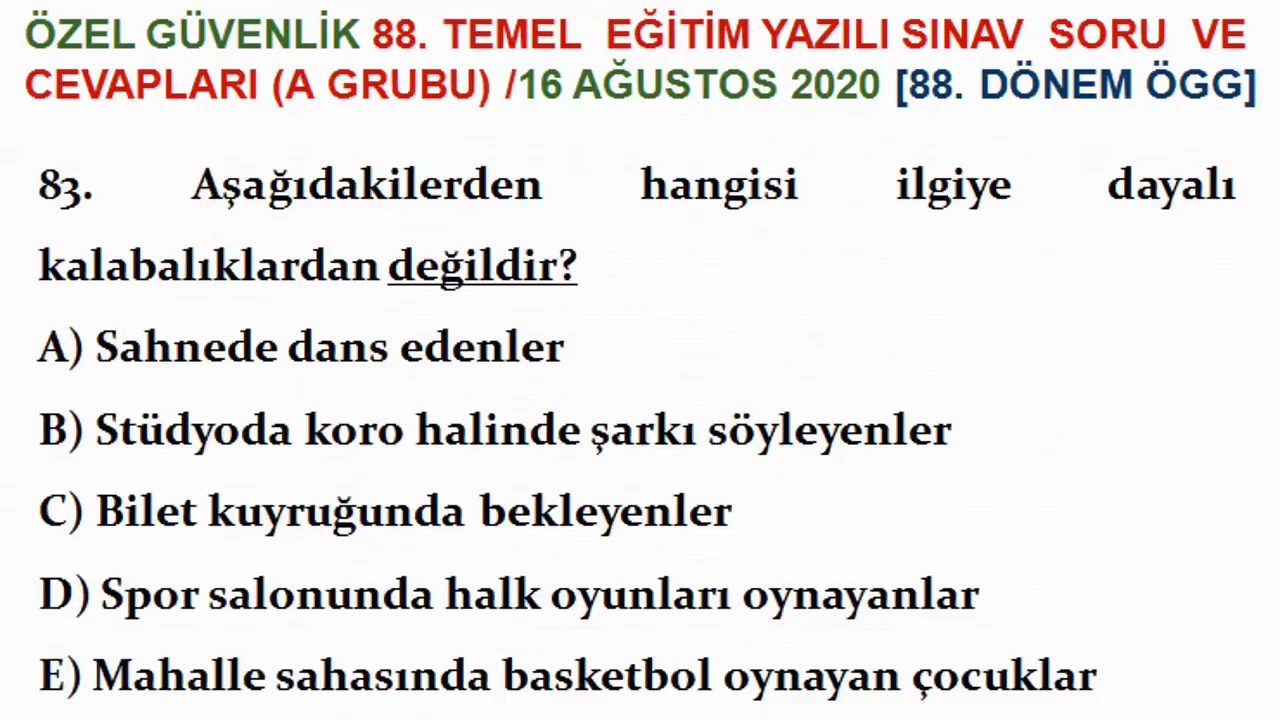 ÖZEL GÜVENLİK 88. TEMEL EĞİTİM YAZILI SINAV SORU VE
CEVAPLARI (A GRUBU) /16 AĞUSTOS 2020 [88. DÖNEM ÖGG]
83. Aşağıdakilerden hangisi ilgiye dayalı
kalabalıklardan değildir?
A) Sahnede dans edenler
B) Stüdyoda koro halinde şarkı söyleyenler
C) Bilet kuyruğunda bekleyenler
D) Spor salonunda halk oyunları oynayanlar
E) Mahalle sahasında basketbol oynayan çocuklar